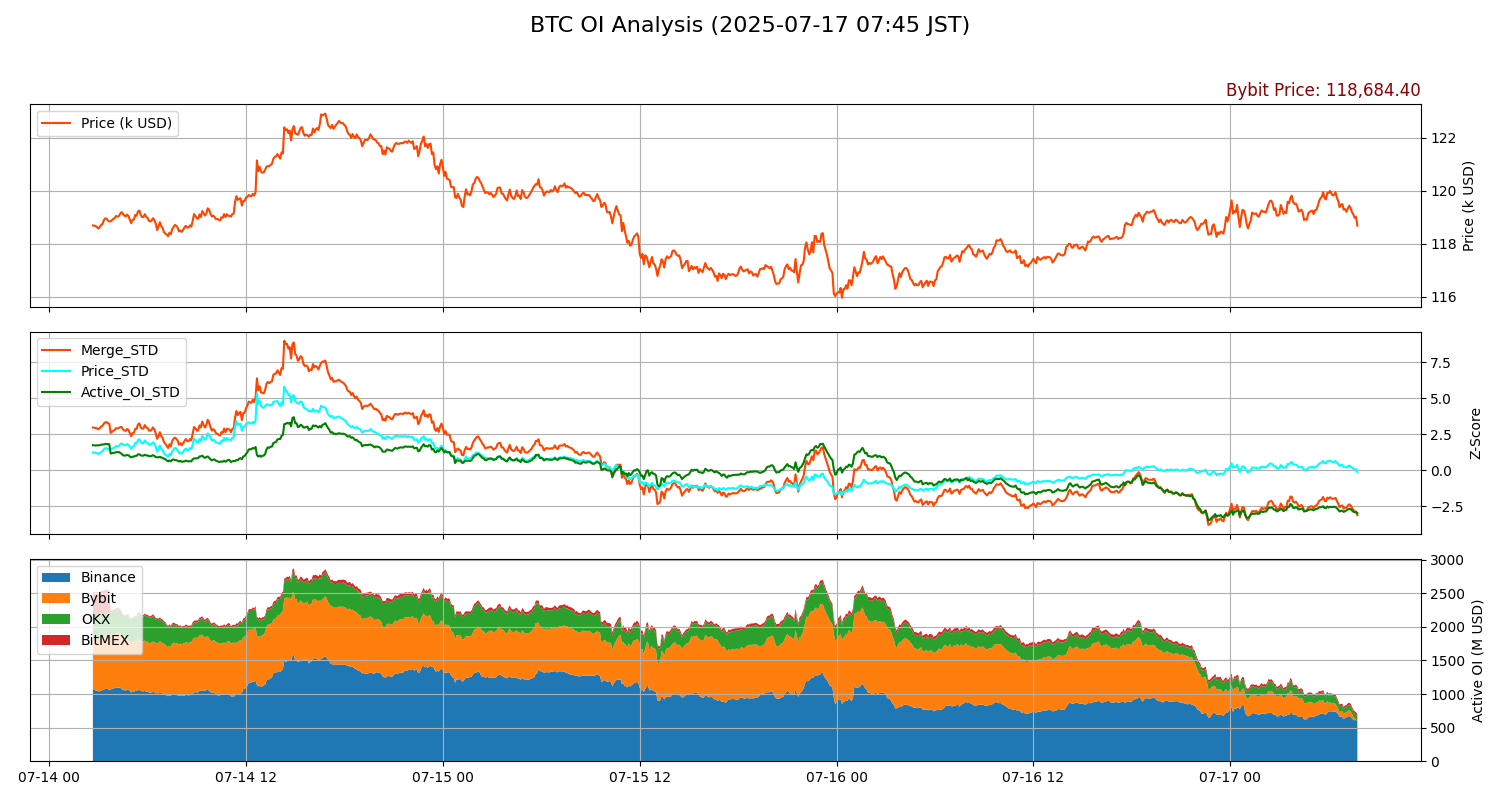 BTC OI Analysis (2025-07-17 07:45 JST)
Bybit Price: 118,684.40
Price (k USD)
122
120
118
116
Price (k USD)
Merge_STD
Price_STD
Active_OI_STD
7.5
5.0
2.5
0.0
−2.5
Z-Score
Binance
Bybit
OKX
BitMEX
3000
2500
2000
1500
1000
500
0
Active OI (M USD)
07-14 00
07-14 12
07-15 00
07-15 12
07-16 00
07-16 12
07-17 00